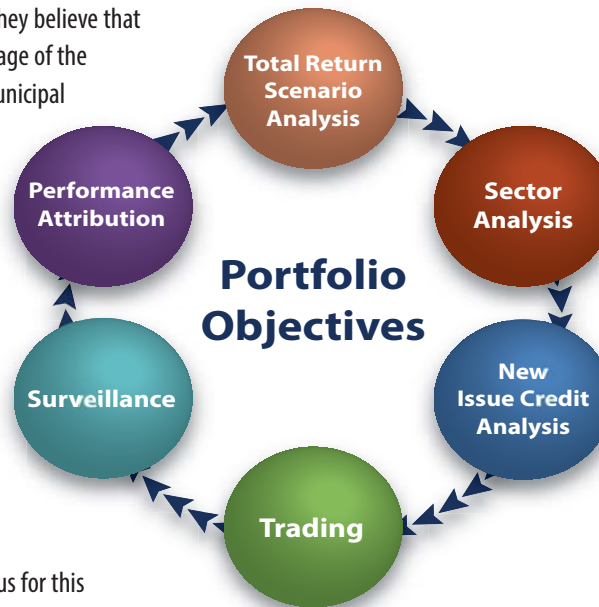 hey believe that
age of the
unicipal
Total Return
Scenario
Analysis
Sector
Analysis
New
Issue Credit
Analysis
Trading
Surveillance
Performance
Attribution
Portfolio
Objectives
us for this